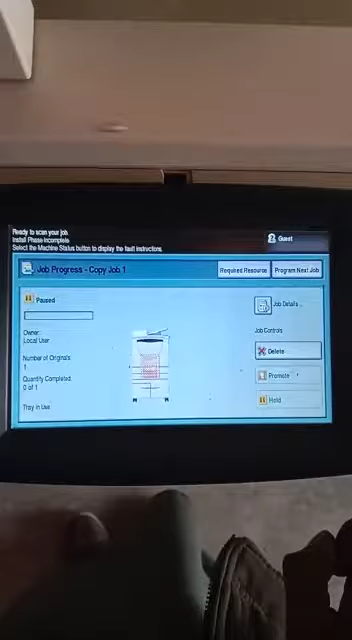 Ready to scan your job.
Install Phase Incomplete
Select the Machine Status button to display the fault instructions.
Guest
Job Progress - Copy Job 1
Required Resource
Program Next Job
Paused
Job Details...
Owner:
Local User
Job Controls
Number of Originals
1
Delete
Quantity Completed:
0 of 1
Promote
Hold
Tray in Use